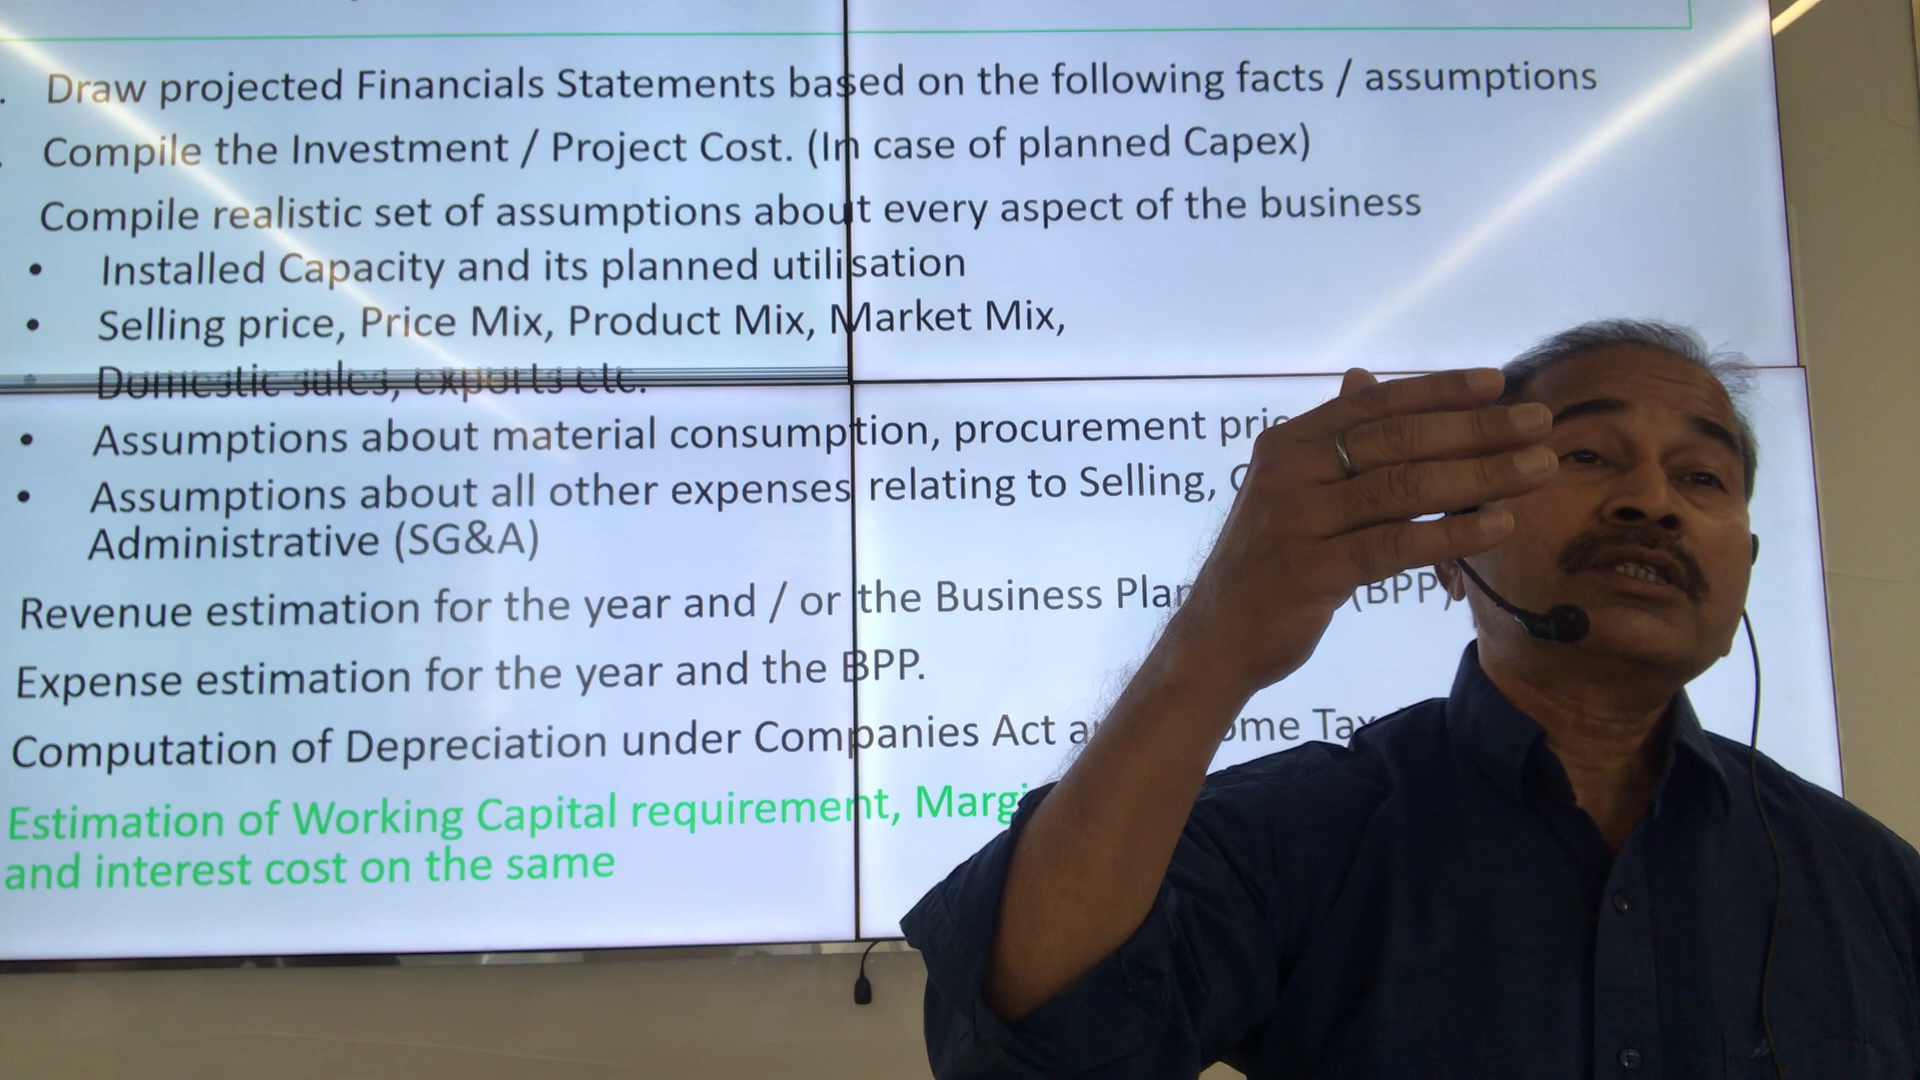 Draw projected Financials Statements based on the following facts / assumptions
Compile the Investment / Project Cost. (In case of planned Capex)
Compile realistic set of assumptions about every aspect of the business
• Installed Capacity and its planned utilisation
• Selling price, Price Mix, Product Mix, Market Mix,
• Domestic sales, exports etc.
• Assumptions about material consumption, procurement
• Assumptions about all other expenses relating to Selling,
Administrative (SG&A)
Revenue estimation for the year and / or the Business (BPP)
Expense estimation for the year and the BPP.
Computation of Depreciation under Companies Act
Estimation of Working Capital requirement,
and interest cost on the same